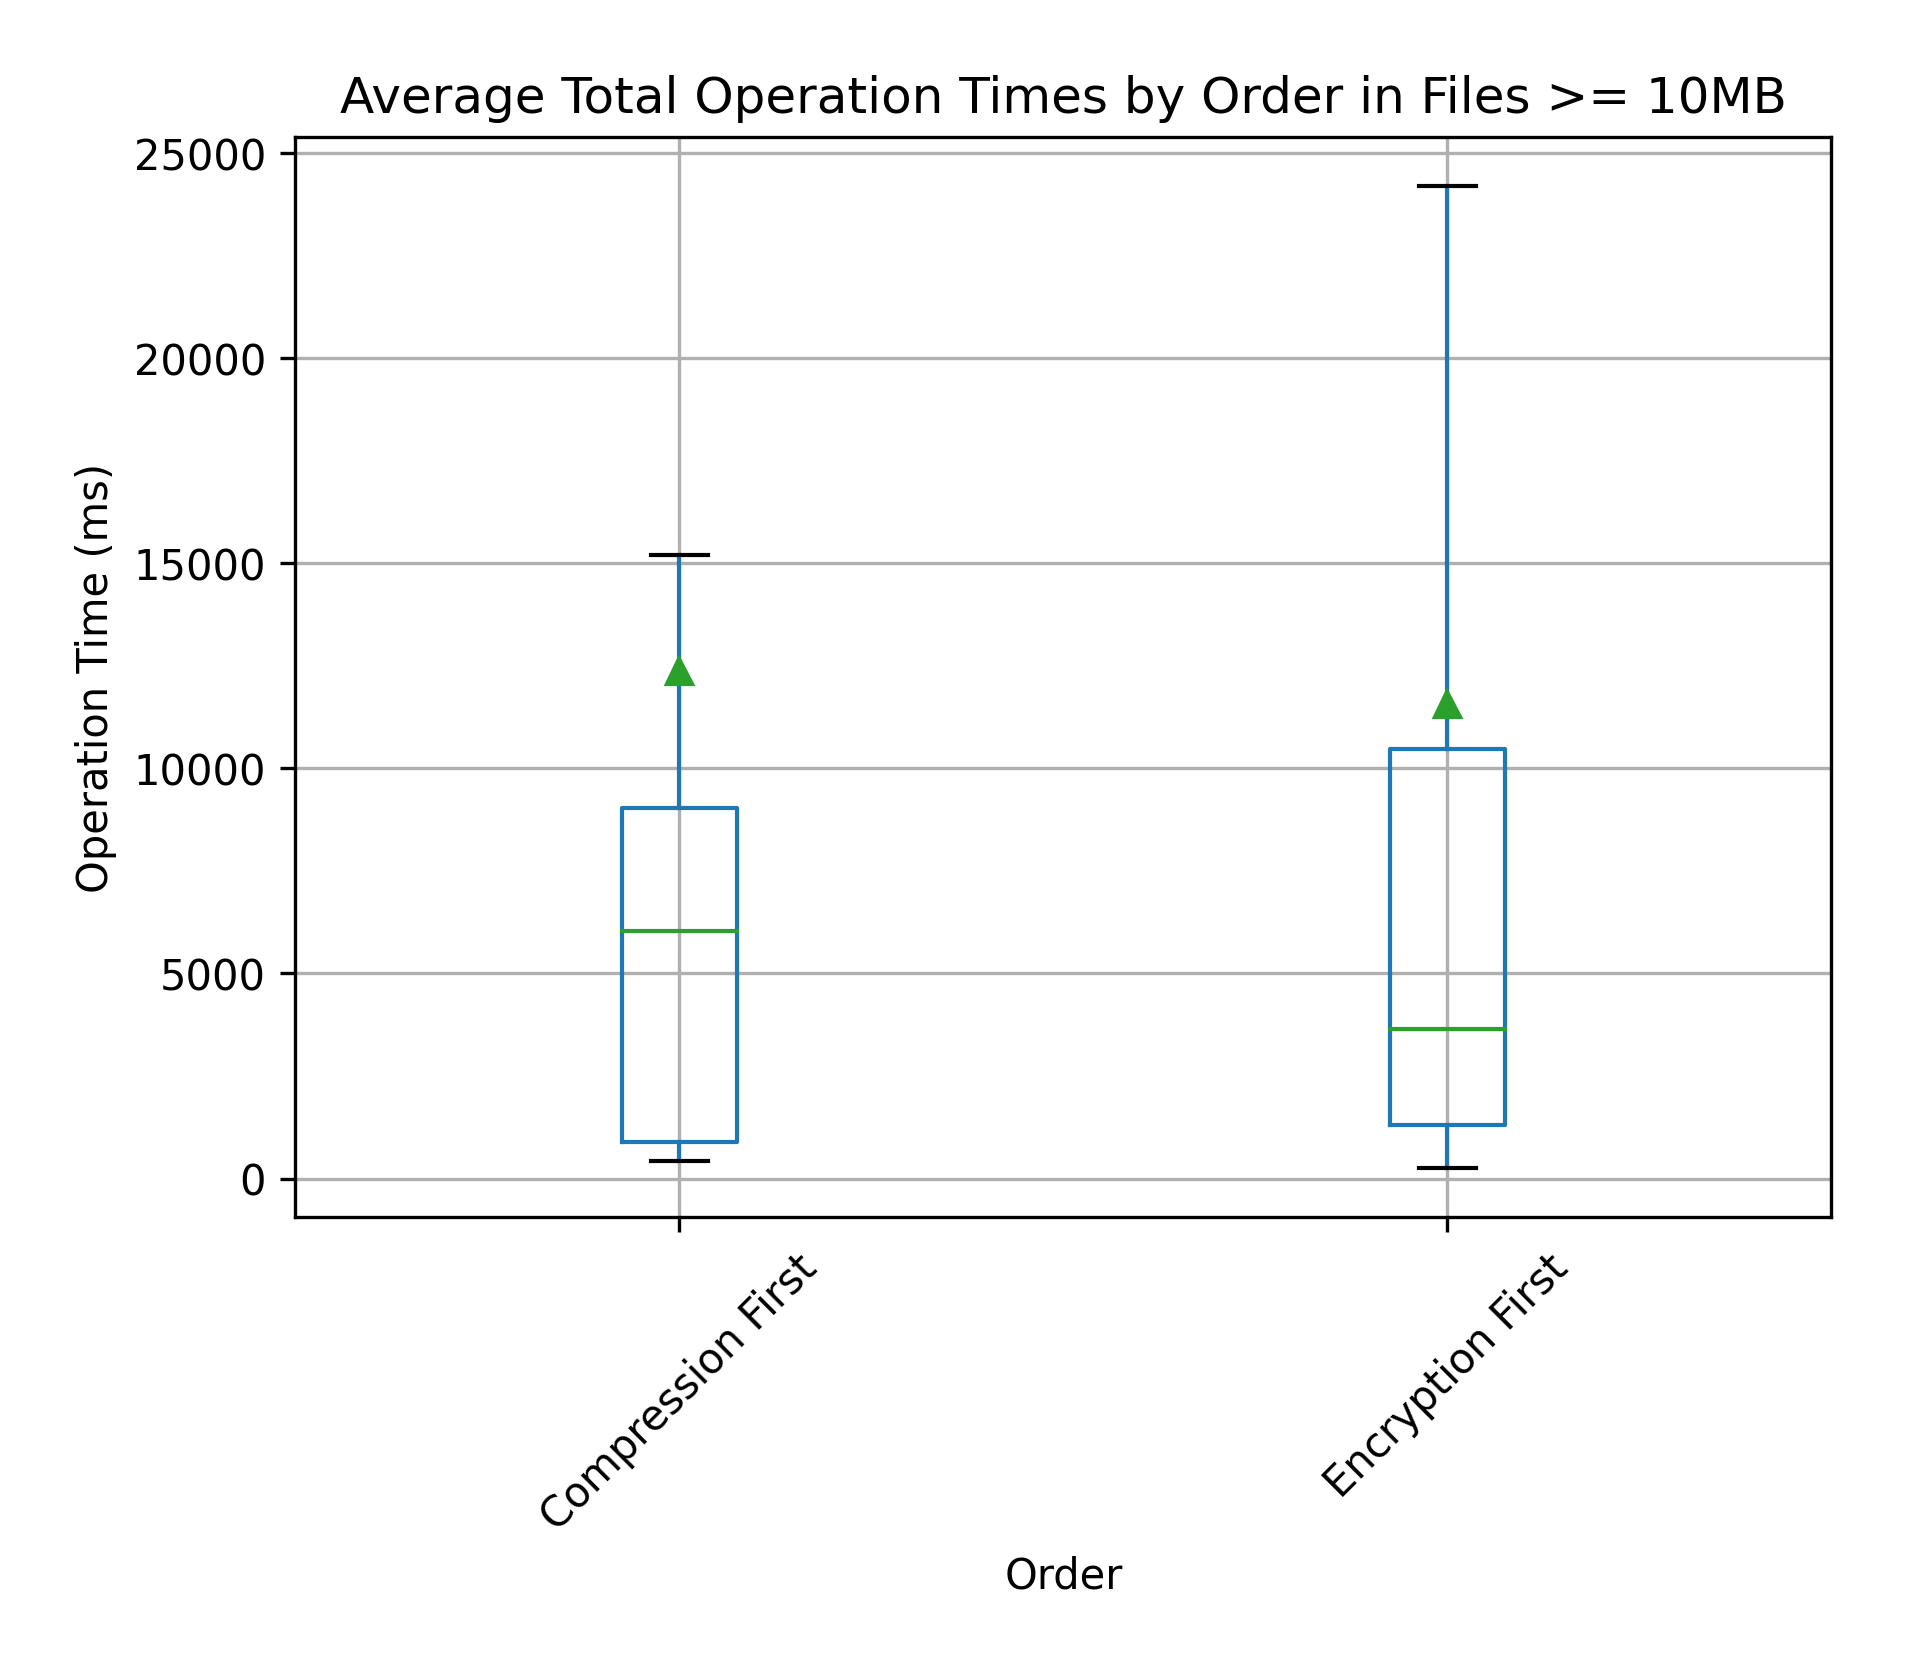 Average Total Operation Times by Order in Files >= 10MB
25000
20000
15000
10000
5000
0
Operation Time (ms)
Compression First
Encryption First
Order